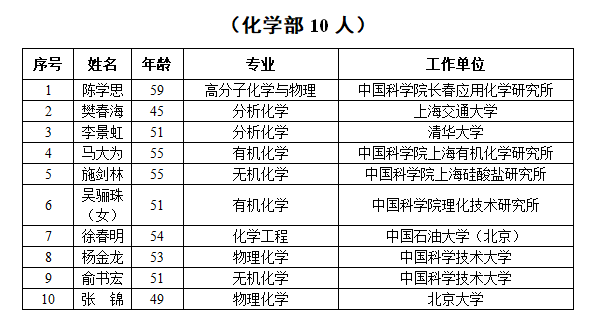 （化学部 10 人）
序号 姓名 年龄 专业 工作单位
1 陈学思 59 高分子化学与物理 中国科学院长春应用化学研究所
2 樊春海 45 分析化学 上海交通大学
3 李景虹 51 分析化学 清华大学
4 马大为 55 有机化学 中国科学院上海有机化学研究所
5 施剑林 55 无机化学 中国科学院上海硅酸盐研究所
6 吴骊珠（女） 51 有机化学 中国科学院理化技术研究所
7 徐春明 54 化学工程 中国石油大学（北京）
8 杨金龙 53 物理化学 中国科学技术大学
9 俞书宏 51 无机化学 中国科学技术大学
10 张　锦 49 物理化学 北京大学